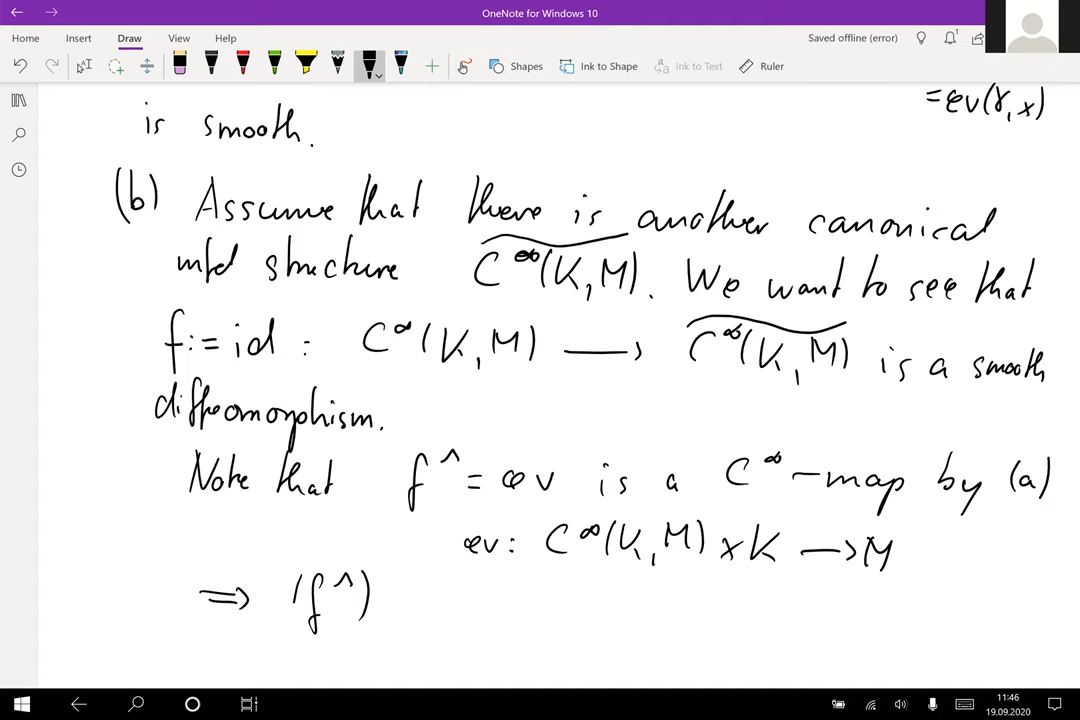 OneNote for Windows 10
Home Insert Draw View Help
Saved offline (error)
Shapes Ink to Shape Ink to Text Ruler
= ev(γ, x)
is smooth.
(b) Assume that there is another canonical
mfd structure C^∞(K, M)~. We want to see that
f := id : C^∞(K, M) → C^∞(K, M)~ is a smooth
diffeomorphism.
Note that f^∧ = ev is a C^∞-map by (a)
ev: C^∞(K, M) × K → M
⇒ (f^∧)
11:46
19.09.2020